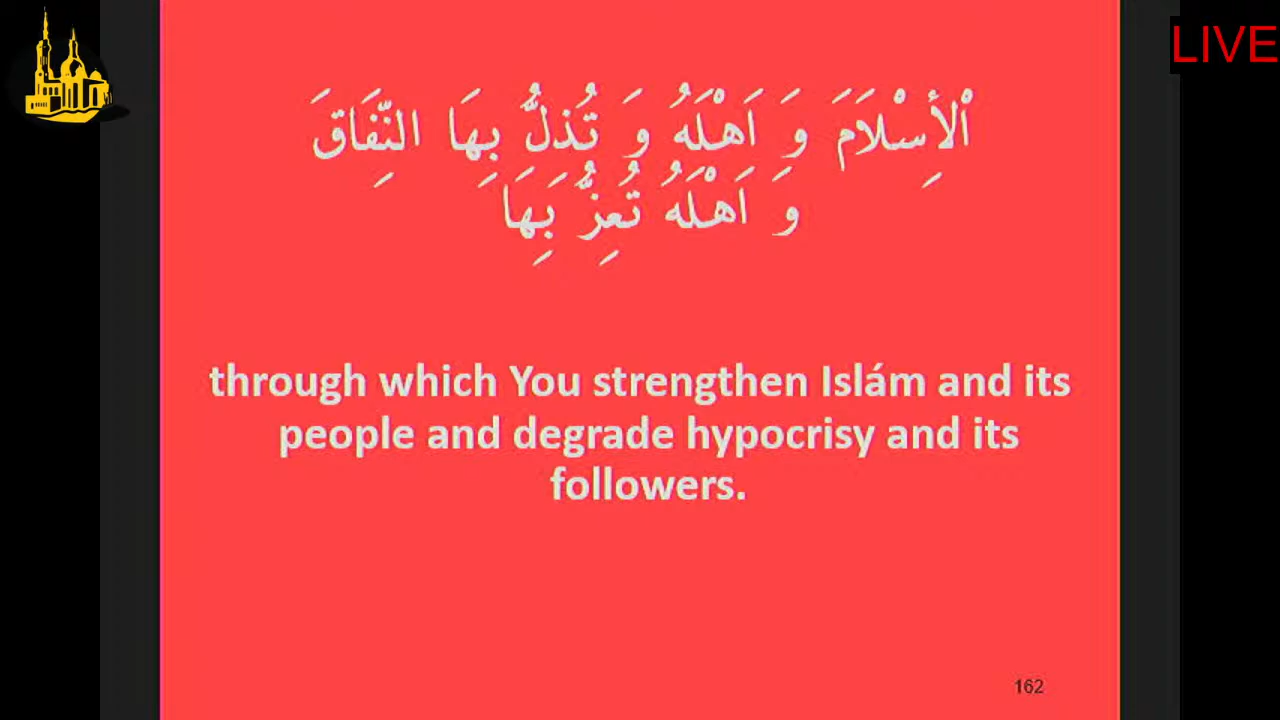 LIVE
اْلأِسْلَامَ وَ اَهْلَهُ وَ تُذِلُّ بِهَا النِّفَاقَ
وَ اَهْلَهُ تُعِزُّ بِهَا
through which You strengthen Islám and its
people and degrade hypocrisy and its
followers.
162